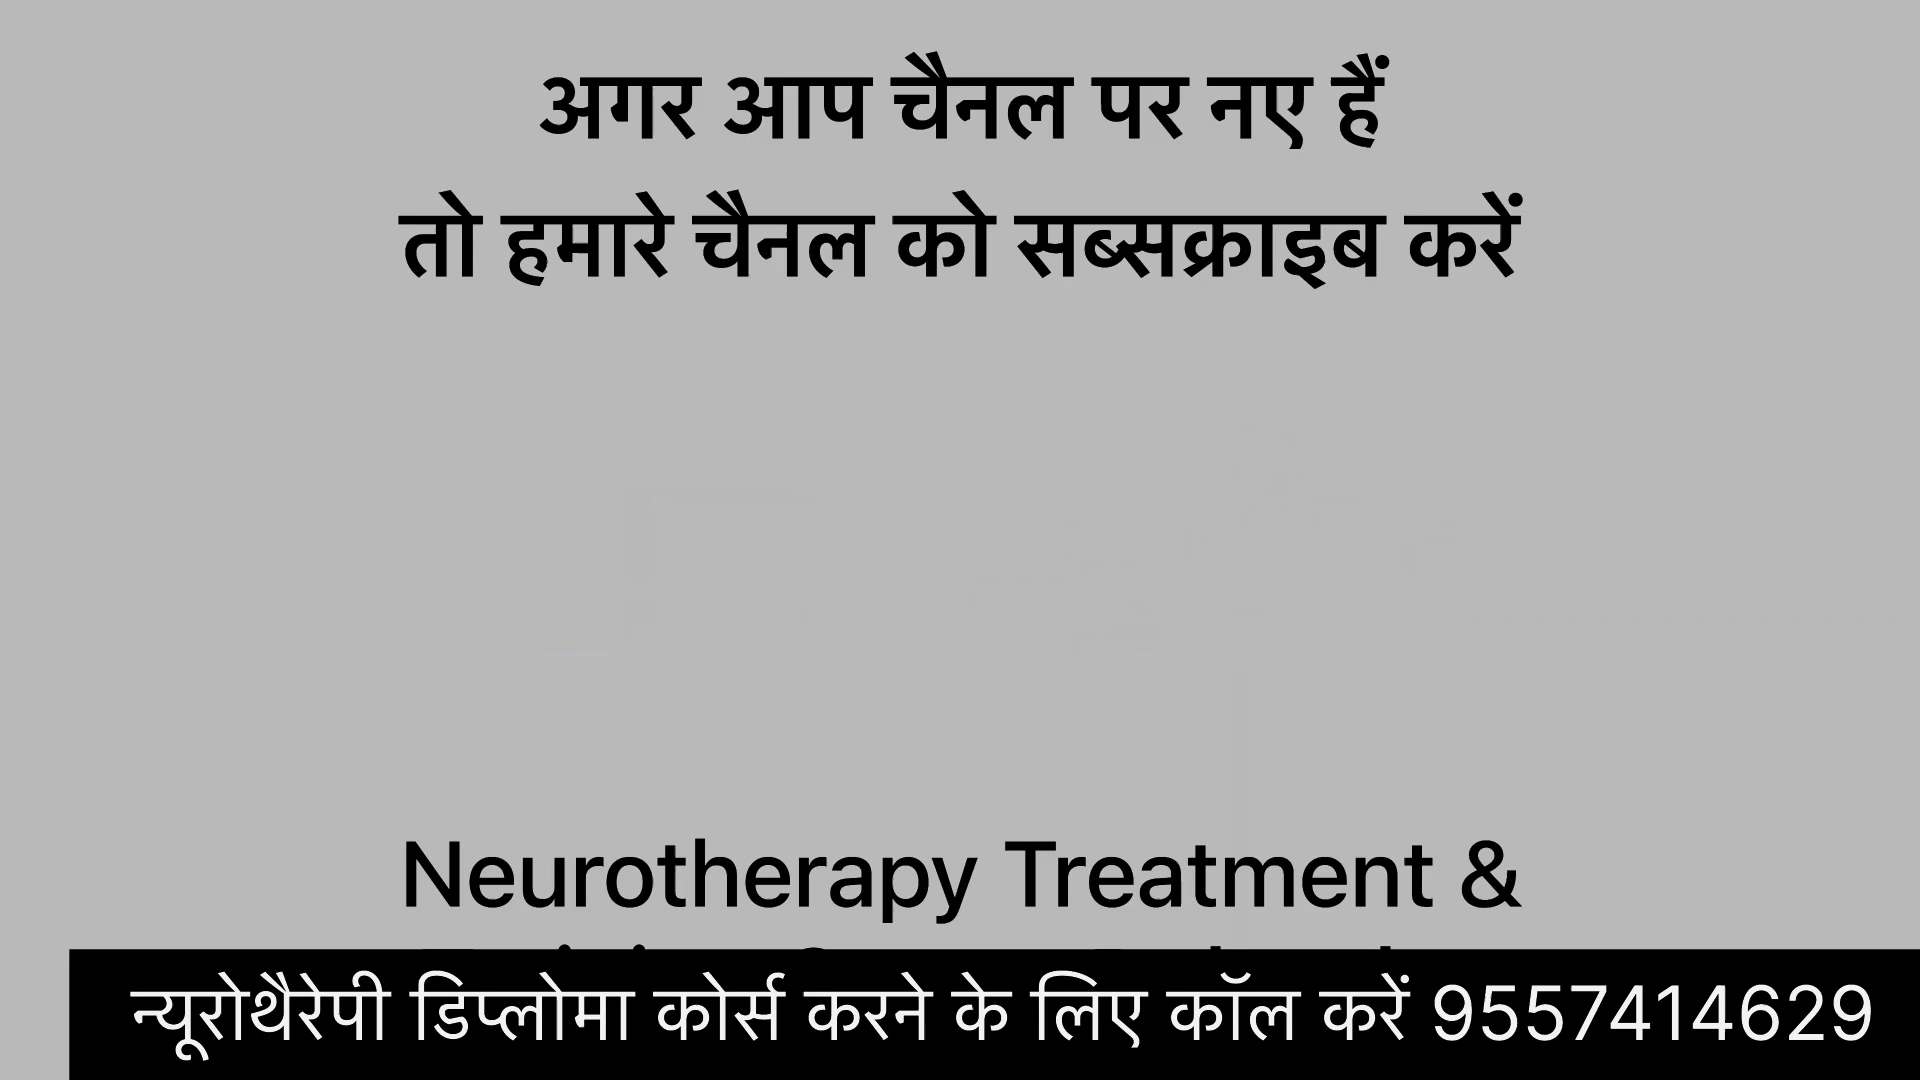 अगर आप चैनल पर नए हैं
तो हमारे चैनल को सब्सक्राइब करें
Neurotherapy Treatment &
न्यूरोथैरेपी डिप्लोमा कोर्स करने के लिए कॉल करें 9557414629